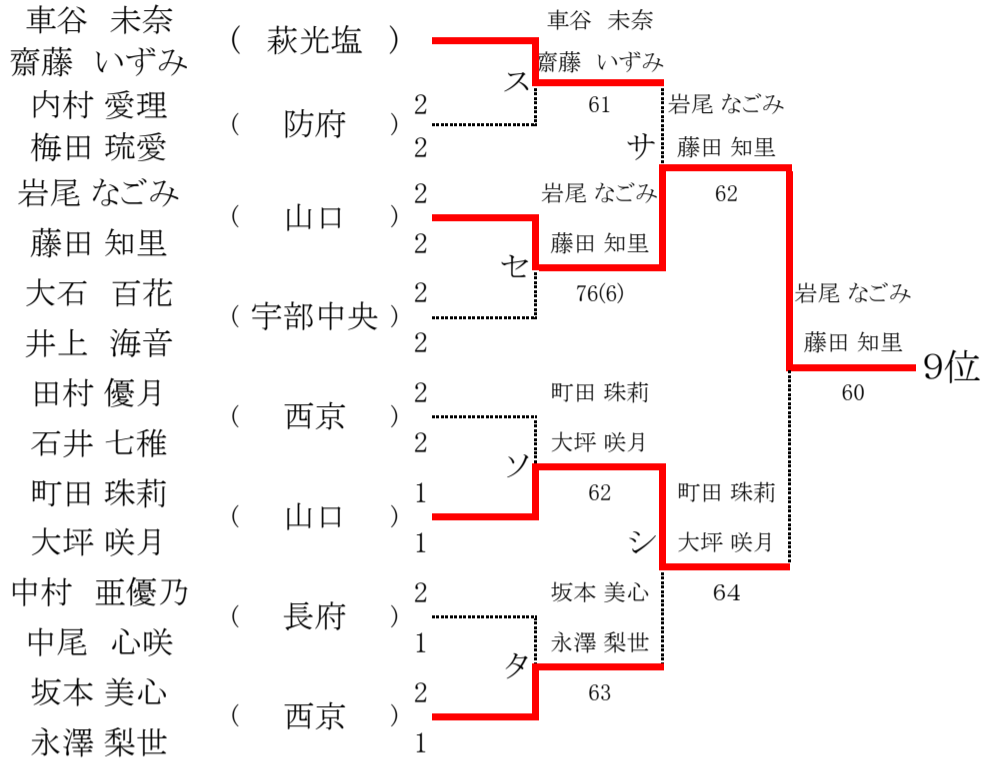 車谷　未奈
齋藤　いずみ
( 萩光塩 )
内村 愛理
梅田 琉愛
( 防府 )
2
2
岩尾 なごみ
藤田 知里
( 山口 )
2
2
大石　百花
井上　海音
( 宇部中央 )
2
2
田村 優月
石井 七稚
( 西京 )
2
2
町田 珠莉
大坪 咲月
( 山口 )
1
1
中村　亜優乃
中尾　心咲
( 長府 )
2
1
坂本 美心
永澤 梨世
( 西京 )
2
1
ス
車谷　未奈
齋藤　いずみ
61
セ
岩尾 なごみ
藤田 知里
76(6)
ソ
町田 珠莉
大坪 咲月
62
タ
坂本 美心
永澤 梨世
63
サ
岩尾 なごみ
藤田 知里
62
シ
町田 珠莉
大坪 咲月
64
岩尾 なごみ
藤田 知里
60
9位